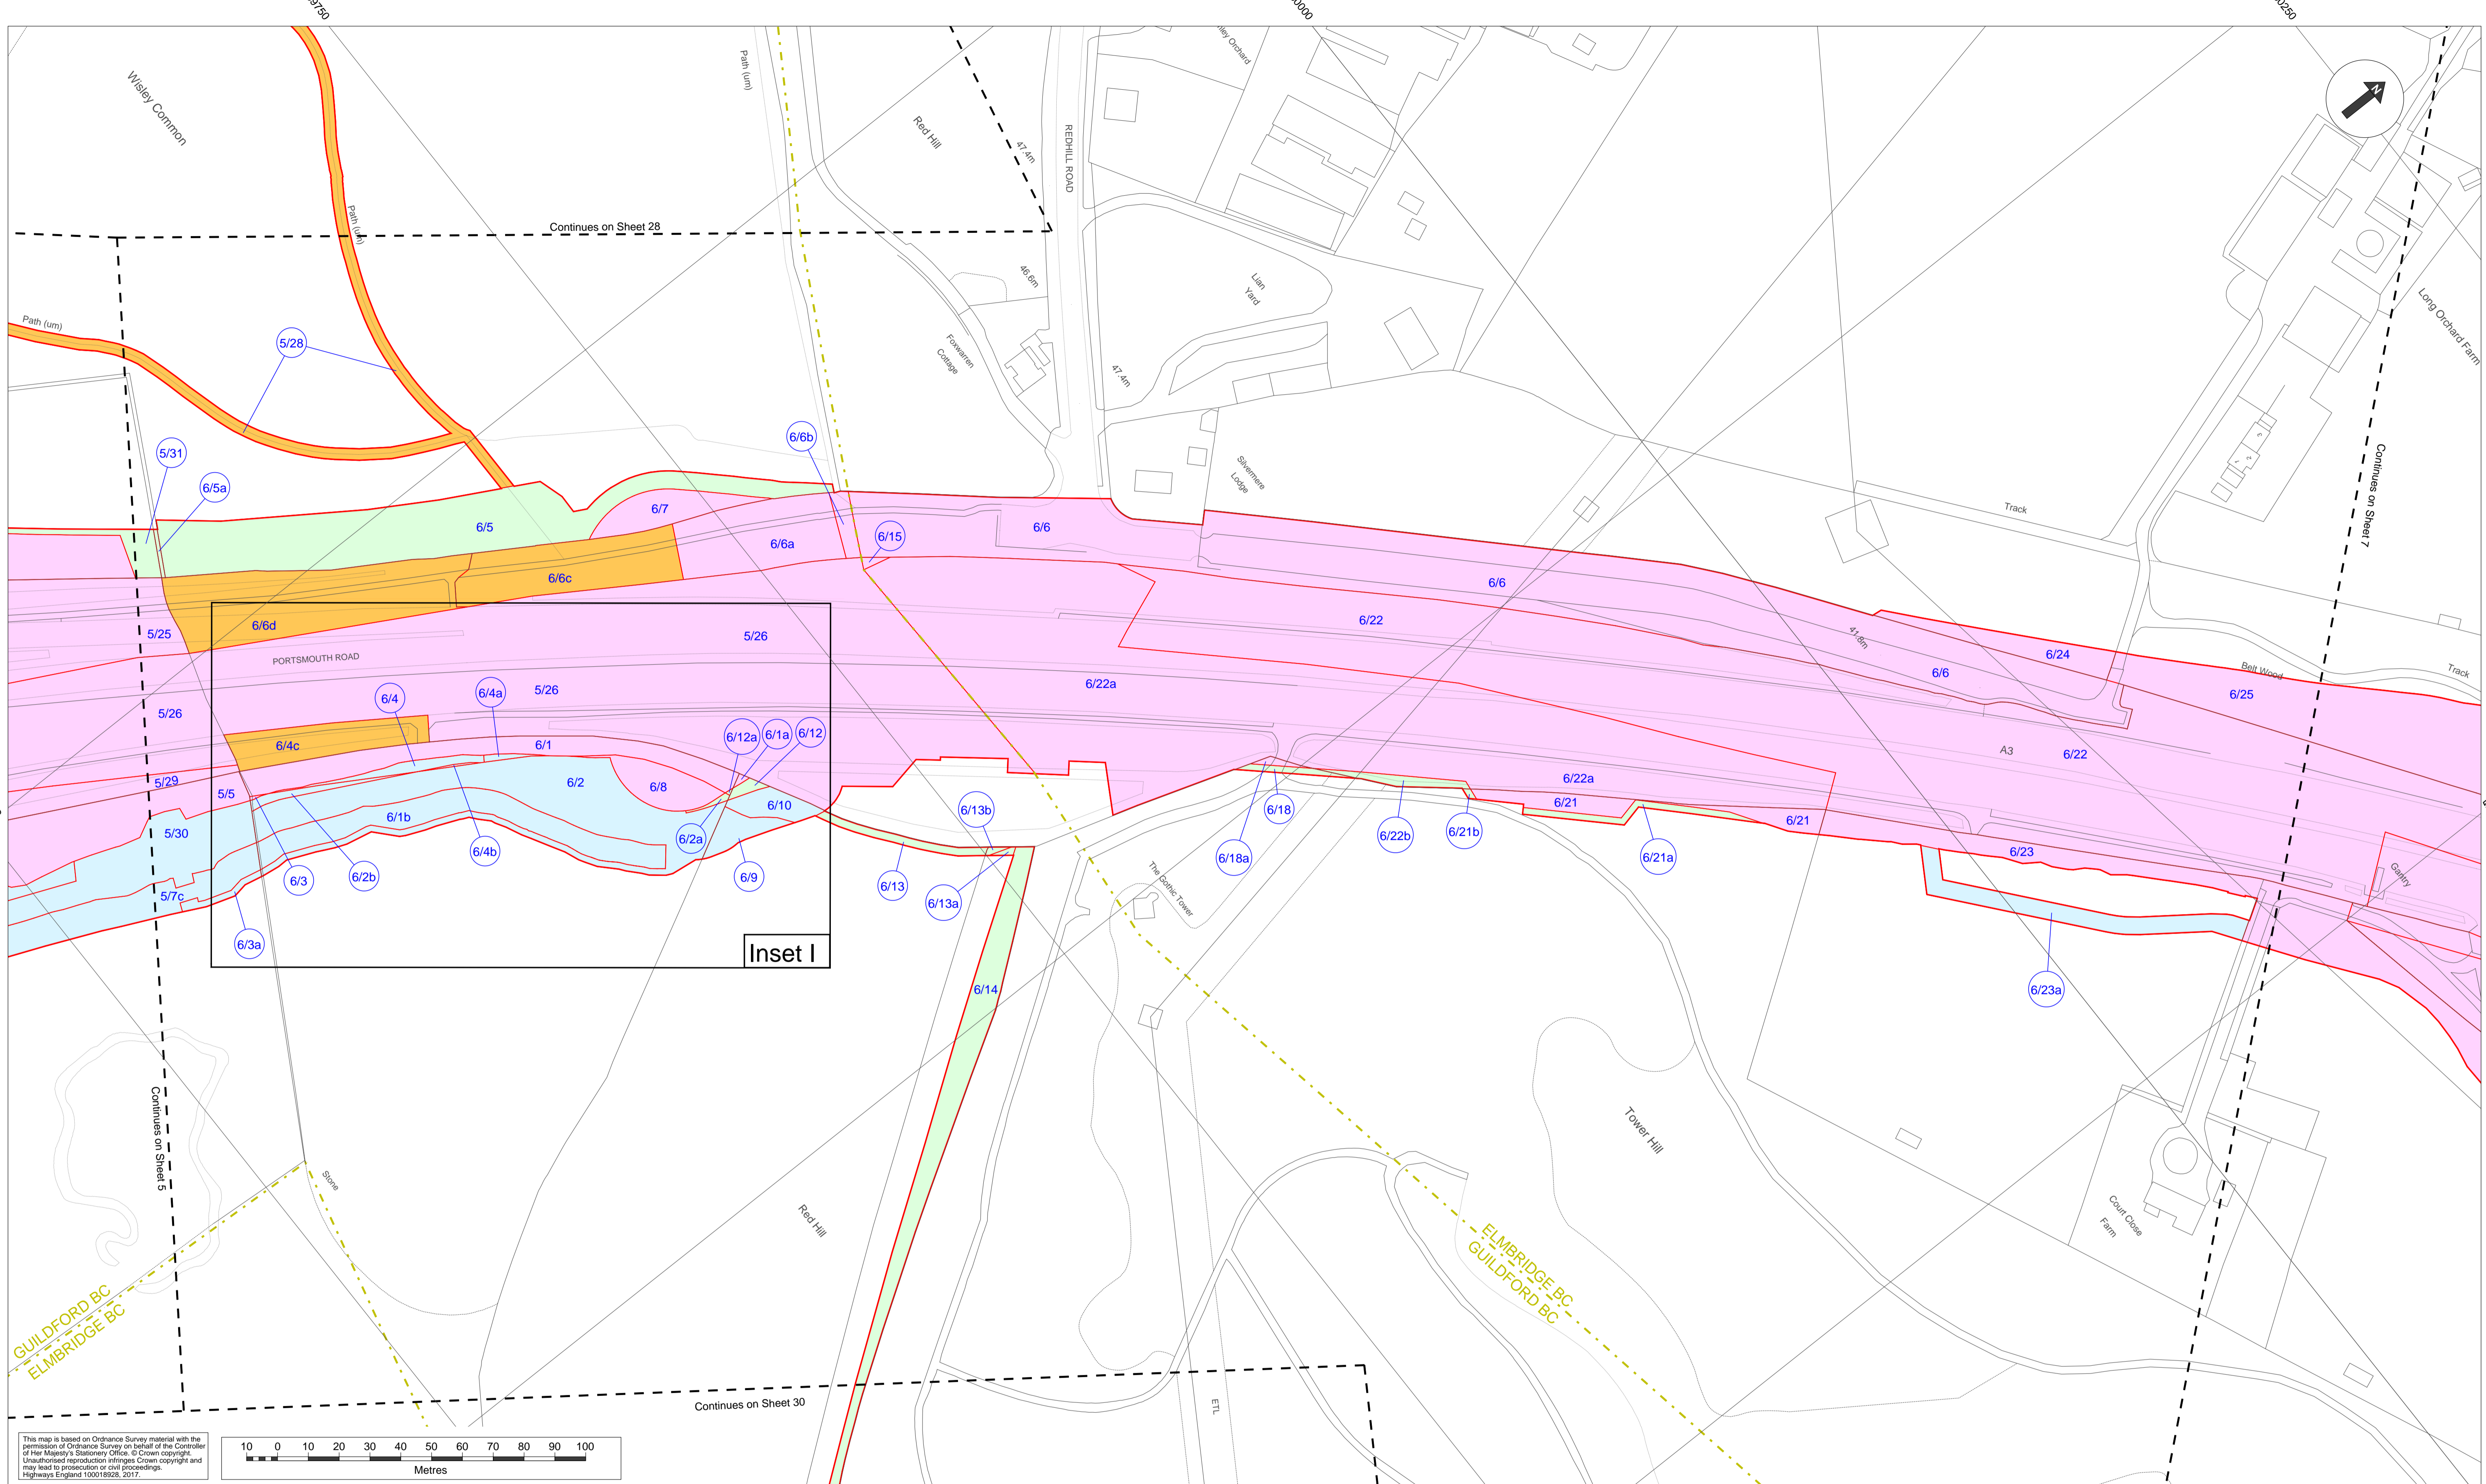 Wisley Common
Path (um)
Path (um)
Red Hill
47.4m
REDHILL ROAD
N
Continues on Sheet 28
Path (um)
46.6m
Lian
Yard
Foxwarren
Cottage
47.4m
Long Orchard Farm
Path (um)
5/28
5/31
6/5a
6/6b
Silvermere
Lodge
Track
Continues on Sheet 7
6/5
6/7
6/6
6/6a
6/15
6/6c
6/6
6/22
6/6d
5/25
5/26
41.8m
6/24
PORTSMOUTH ROAD
6/6
Belt Wood
Track
6/4
6/4a
5/26
6/22a
6/25
5/26
6/12a
6/1a
6/12
6/4c
6/1
A3
6/22
5/29
5/5
6/2
6/8
6/10
6/13b
6/18
6/22a
6/21
6/1b
5/30
6/2a
6/22b
6/21b
6/21
6/4b
6/18a
6/21a
6/23
6/3
6/2b
6/9
6/13
The Gothic Tower
Gantry
5/7c
6/13a
6/3a
Inset I
6/14
6/23a
Continues on Sheet 5
Stone
Red Hill
Tower Hill
Court Close
Farm
ELMBRIDGE BC
GUILDFORD BC
GUILDFORD BC
ELMBRIDGE BC
Continues on Sheet 30
ETL
This map is based on Ordnance Survey material with the
permission of Ordnance Survey on behalf of the Controller
of Her Majesty's Stationery Office. © Crown copyright.
Unauthorised reproduction infringes Crown copyright and
may lead to prosecution or civil proceedings.
Highways England 100018928, 2017.
10 0 10 20 30 40 50 60 70 80 90 100
Metres